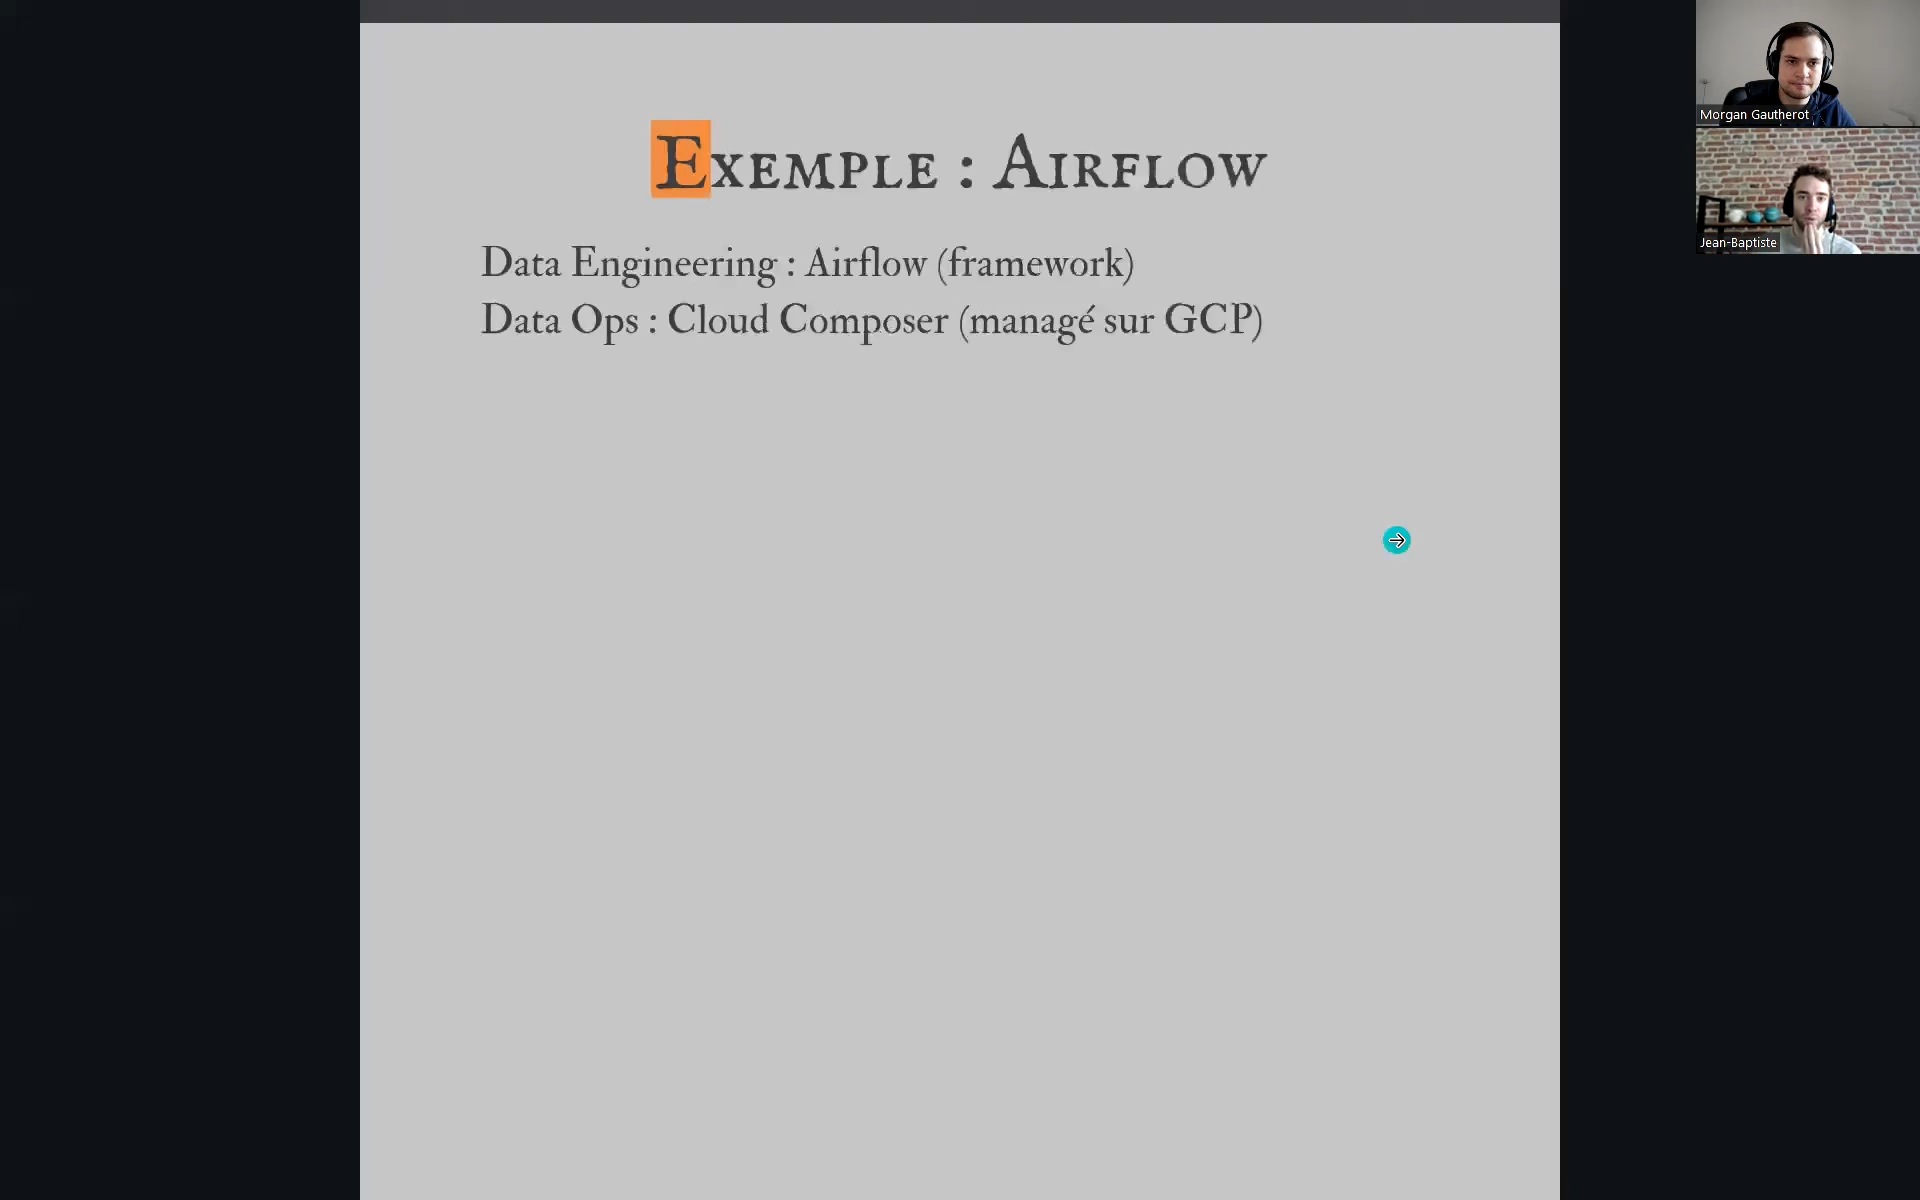 Exemple : Airflow
Data Engineering : Airflow (framework)
Data Ops : Cloud Composer (managé sur GCP)
Morgan Gautherot
Jean-Baptiste